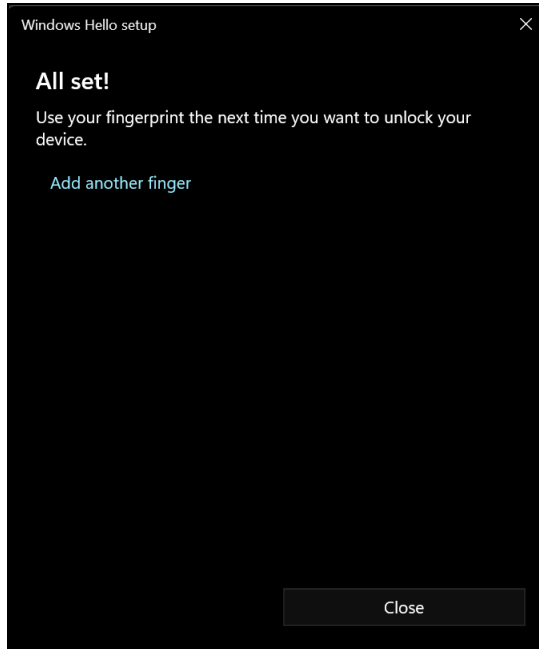 Windows Hello setup
All set!
Use your fingerprint the next time you want to unlock your
device.
Add another finger
Close